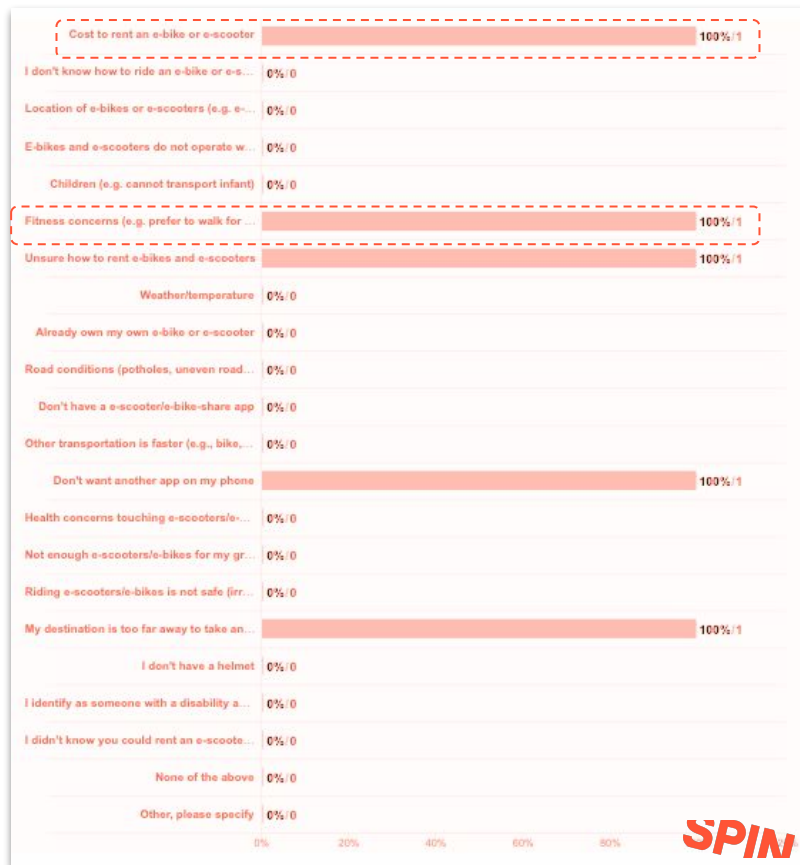 Cost to rent an e-bike or e-scooter 100%/1
I don't know how to ride an e-bike or e-s... 0%/0
Location of e-bikes or e-scooters (e.g. e-... 0%/0
E-bikes and e-scooters do not operate w... 0%/0
Children (e.g. cannot transport infant) 0%/0
Fitness concerns (e.g. prefer to walk for ... 100%/1
Unsure how to rent e-bikes and e-scooters 100%/1
Weather/temperature 0%/0
Already own my own e-bike or e-scooter 0%/0
Road conditions (potholes, uneven road... 0%/0
Don't have a e-scooter/e-bike-share app 0%/0
Other transportation is faster (e.g., bike,... 0%/0
Don't want another app on my phone 100%/1
Health concerns touching e-scooters/e-... 0%/0
Not enough e-scooters/e-bikes for my gr... 0%/0
Riding e-scooters/e-bikes is not safe (irr... 0%/0
My destination is too far away to take an... 100%/1
I don't have a helmet 0%/0
I identify as someone with a disability a... 0%/0
I didn't know you could rent an e-scoote... 0%/0
None of the above 0%/0
Other, please specify 0%/0
0% 20% 40% 60% 80%
SPIN